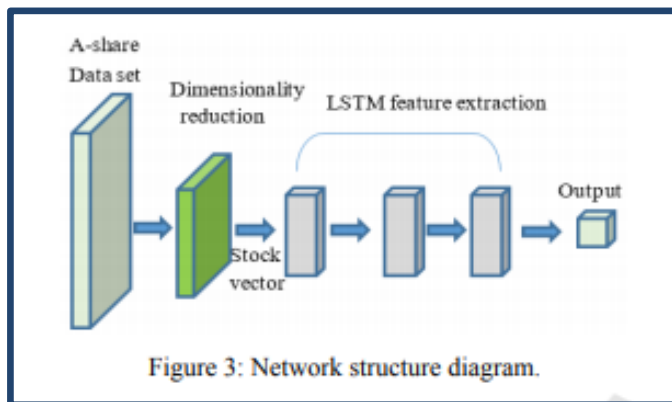 A-share
Data set
Dimensionality
reduction
LSTM feature extraction
Output
Stock
vector
Figure 3: Network structure diagram.